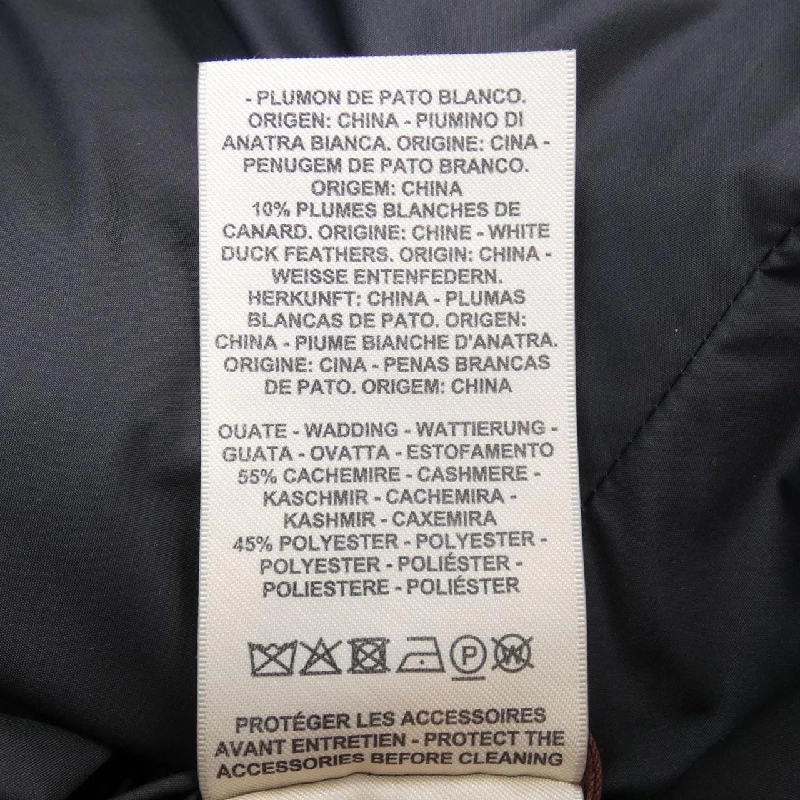 - PLUMON DE PATO BLANCO.
ORIGEN: CHINA - PIUMINO DI
ANATRA BIANCA. ORIGINE: CINA -
PENUGEM DE PATO BRANCO.
ORIGEM: CHINA
10% PLUMES BLANCHES DE
CANARD. ORIGINE: CHINE - WHITE
DUCK FEATHERS. ORIGIN: CHINA -
WEISSE ENTENFEDERN.
HERKUNFT: CHINA - PLUMAS
BLANCAS DE PATO. ORIGEN:
CHINA - PIUME BIANCHE D'ANATRA.
ORIGINE: CINA - PENAS BRANCAS
DE PATO. ORIGEM: CHINA
OUATE - WADDING - WATTIERUNG -
GUATA - OVATTA - ESTOFAMENTO
55% CACHEMIRE - CASHMERE -
KASCHMIR - CACHEMIRA -
KASHMIR - CAXEMIRA
45% POLYESTER - POLYESTER -
POLYESTER - POLIÉSTER -
POLIESTERE - POLIÉSTER
P W
PROTÉGER LES ACCESSOIRES
AVANT ENTRETIEN - PROTECT THE
ACCESSORIES BEFORE CLEANING